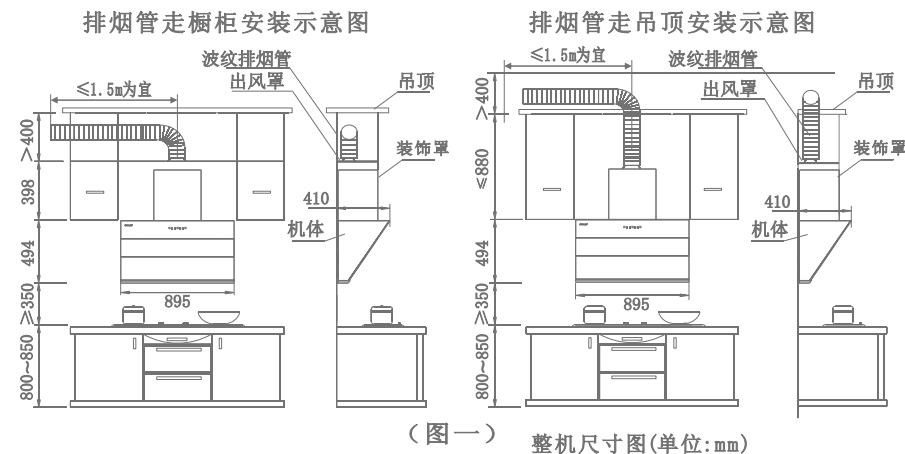 排烟管走橱柜安装示意图
≤1.5m为宜
波纹排烟管
出风罩
吊顶
装饰罩
>400
398
494
≥350
800~850
410
机体
895
排烟管走吊顶安装示意图
≤1.5m为宜
波纹排烟管
出风罩
吊顶
装饰罩
>400
≤880
494
≥350
800~850
410
机体
895
(图一)
整机尺寸图(单位:mm)